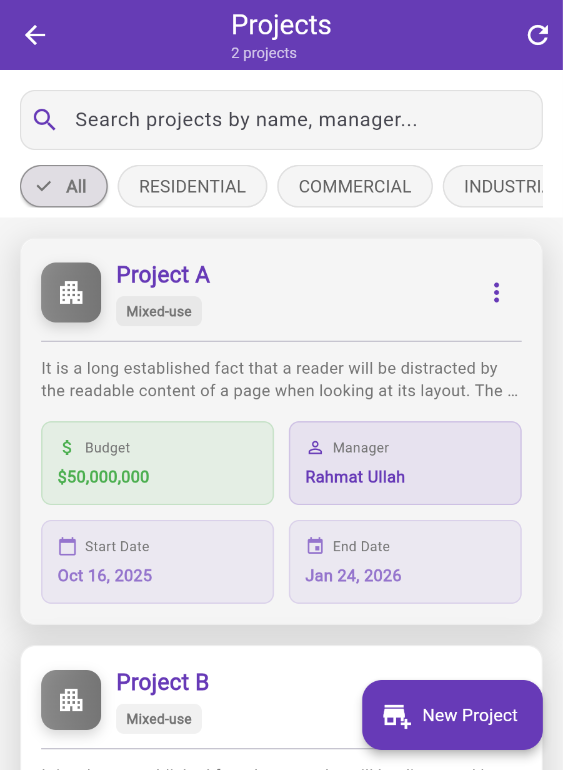 Projects
2 projects
Search projects by name, manager...
All RESIDENTIAL COMMERCIAL INDUSTRI
Project A
Mixed-use
It is a long established fact that a reader will be distracted by
the readable content of a page when looking at its layout. The ...
Budget
$50,000,000
Manager
Rahmat Ullah
Start Date
Oct 16, 2025
End Date
Jan 24, 2026
Project B
Mixed-use
New Project